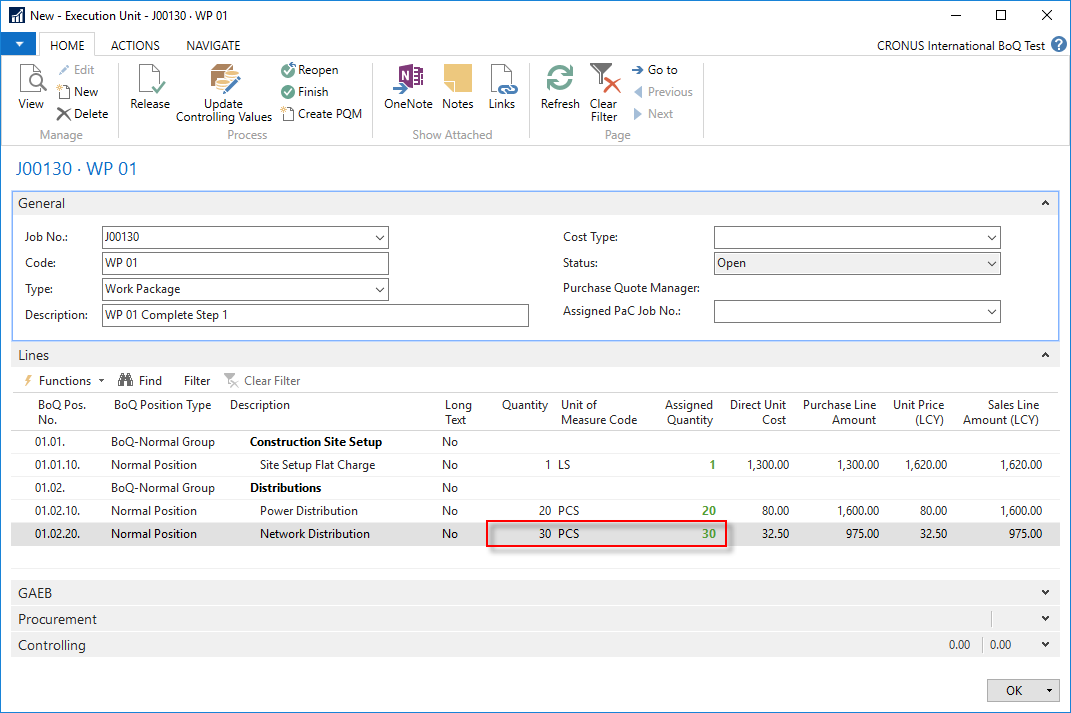 New - Execution Unit - J00130 · WP 01
HOME ACTIONS NAVIGATE CRONUS International BoQ Test ?
View Edit New Delete Manage
Release Update Controlling Values Reopen Finish Create PQM Process
OneNote Notes Links Show Attached
Refresh Clear Filter Go to Previous Next Page
J00130 · WP 01
General
Job No.: J00130 Cost Type:
Code: WP 01 Status: Open
Type: Work Package Purchase Quote Manager:
Description: WP 01 Complete Step 1 Assigned PaC Job No.:
Lines
Functions Find Filter Clear Filter
BoQ Pos. No. BoQ Position Type Description Long Text Quantity Unit of Measure Code Assigned Quantity Direct Unit Cost Purchase Line Amount Unit Price (LCY) Sales Line Amount (LCY)
01.01. BoQ-Normal Group Construction Site Setup No
01.01.10. Normal Position Site Setup Flat Charge No 1 LS 1 1,300.00 1,300.00 1,620.00 1,620.00
01.02. BoQ-Normal Group Distributions No
01.02.10. Normal Position Power Distribution No 20 PCS 20 80.00 1,600.00 80.00 1,600.00
01.02.20. Normal Position Network Distribution No 30 PCS 30 32.50 975.00 32.50 975.00
GAEB
Procurement
Controlling 0.00 0.00
OK